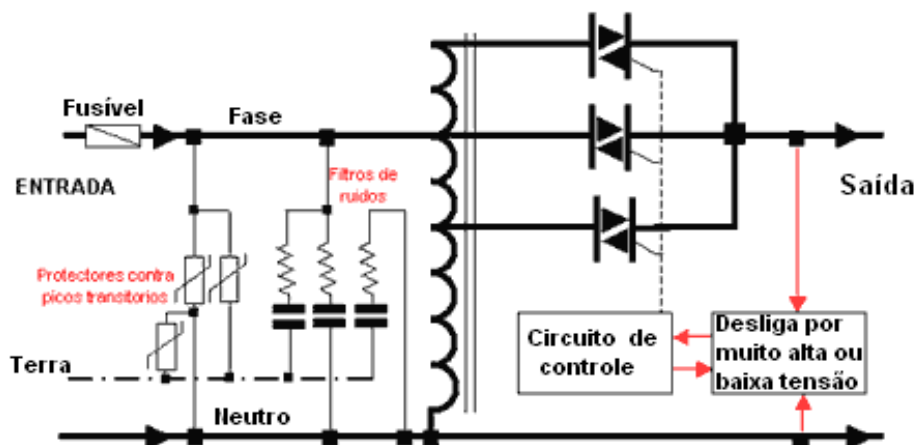 Fusível
Fase
ENTRADA
Filtros de
ruidos
Saída
Protectores contra
picos transitorios
Terra
Neutro
Circuito de
controle
Desliga por
muito alta ou
baixa tensão